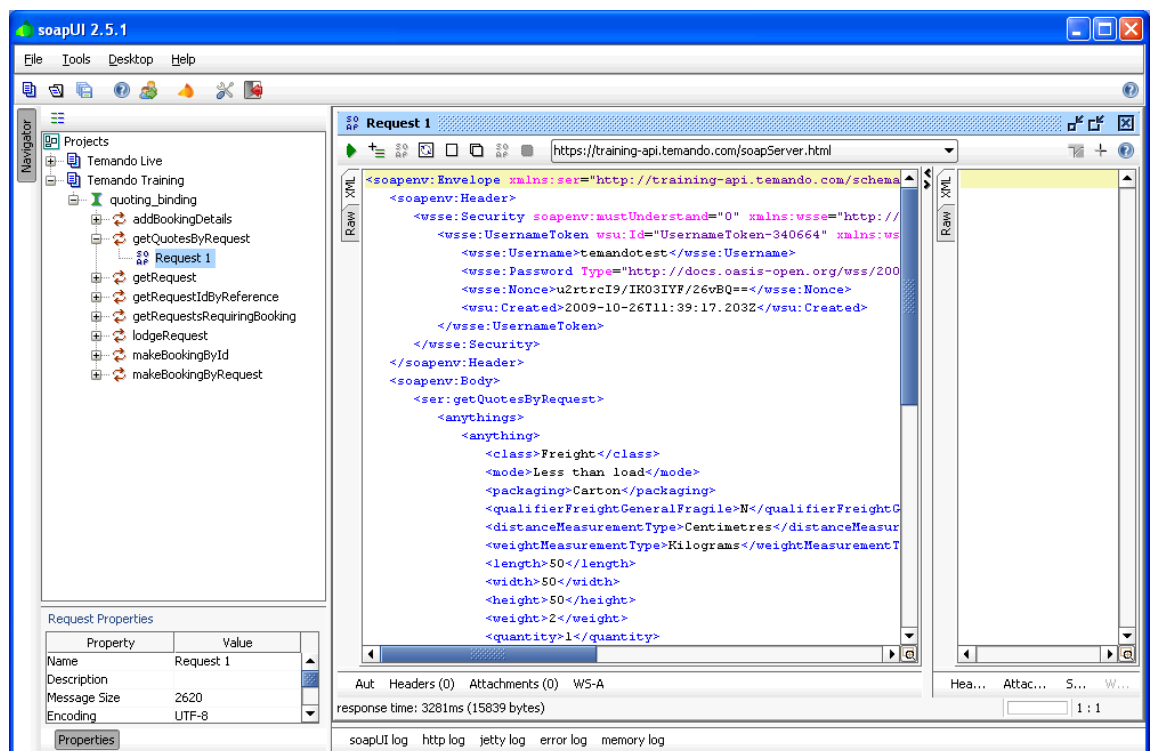 soapUI 2.5.1
File Tools Desktop Help
Navigator
Projects
Temando Live
Temando Training
quoting_binding
addBookingDetails
getQuotesByRequest
Request 1
getRequest
getRequestIdByReference
getRequestsRequiringBooking
lodgeRequest
makeBookingById
makeBookingByRequest
Request Properties
Property Value
Name Request 1
Description
Message Size 2620
Encoding UTF-8
Properties
Request 1
https://training-api.temando.com/soapServer.html
XML
Raw
<soapenv:Envelope xmlns:ser="http://training-api.temando.com/schema
<soapenv:Header>
<wsse:Security soapenv:mustUnderstand="0" xmlns:wsse="http://
<wsse:UsernameToken wsu:Id="UsernameToken-340664" xmlns:ws
<wsse:Username>temandotest</wsse:Username>
<wsse:Password Type="http://docs.oasis-open.org/wss/200
<wsse:Nonce>u2rtrcI9/IKO3IYF/26vBQ==</wsse:Nonce>
<wsu:Created>2009-10-26T11:39:17.203Z</wsu:Created>
</wsse:UsernameToken>
</wsse:Security>
</soapenv:Header>
<soapenv:Body>
<ser:getQuotesByRequest>
<anythings>
<anything>
<class>Freight</class>
<mode>Less than load</mode>
<packaging>Carton</packaging>
<qualifierFreightGeneralFragile>N</qualifierFreightG
<distanceMeasurementType>Centimetres</distanceMeasur
<weightMeasurementType>Kilograms</weightMeasurementT
<length>50</length>
<width>50</width>
<height>50</height>
<weight>2</weight>
<quantity>1</quantity>
Aut Headers (0) Attachments (0) WS-A
response time: 3281ms (15839 bytes)
XML
Raw
Hea... Attac... S... W...
1 : 1
soapUI log http log jetty log error log memory log